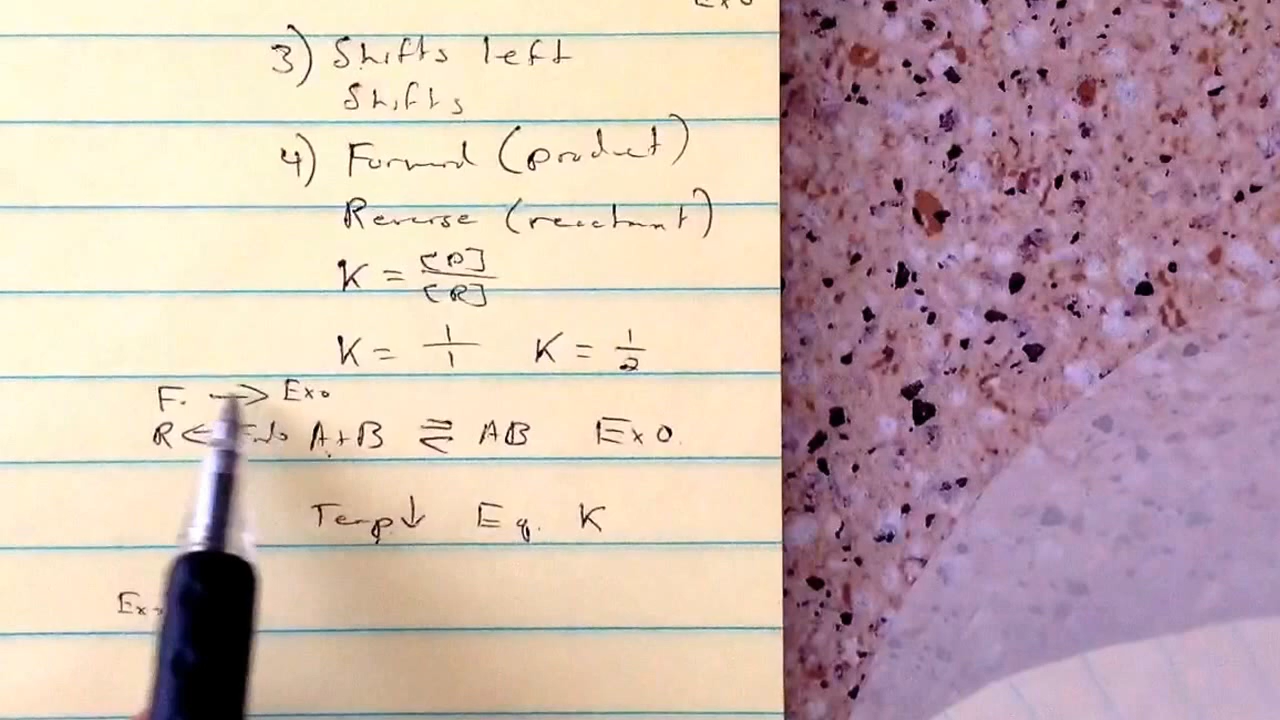 3) Shifts left
Shifts
4) Forward (product)
Reverse (reactant)
K = [P]/[R]
K = 1/1 K = 1/2
F. → Exo
R ← A+B ⇌ AB Exo.
Temp↓ Eq. K